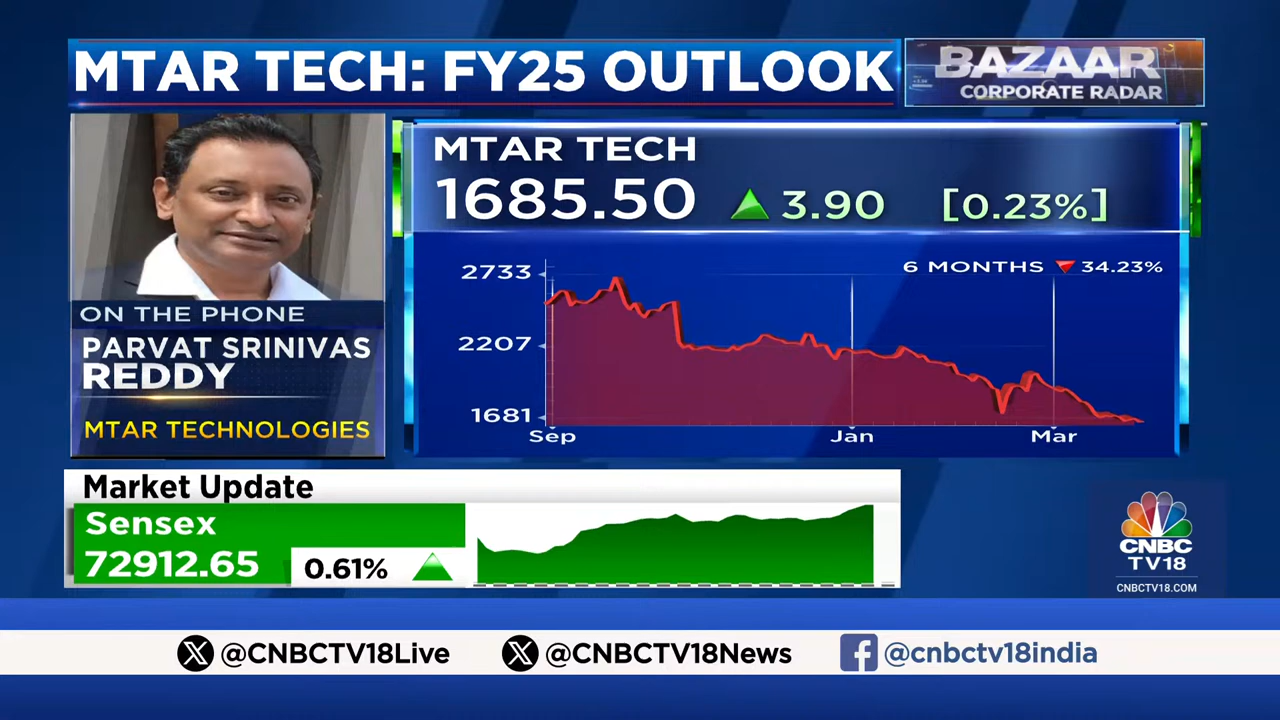 MTAR TECH: FY25 OUTLOOK
BAZAAR
CORPORATE RADAR
ON THE PHONE
PARVAT SRINIVAS
REDDY
MTAR TECHNOLOGIES
MTAR TECH
1685.50 ▲ 3.90 [0.23%]
6 MONTHS ▼ 34.23%
2733
2207
1681
Sep Jan Mar
Market Update
Sensex
72912.65 0.61% ▲
CNBC
TV18
CNBCTV18.COM
@CNBCTV18Live @CNBCTV18News @cnbctv18india